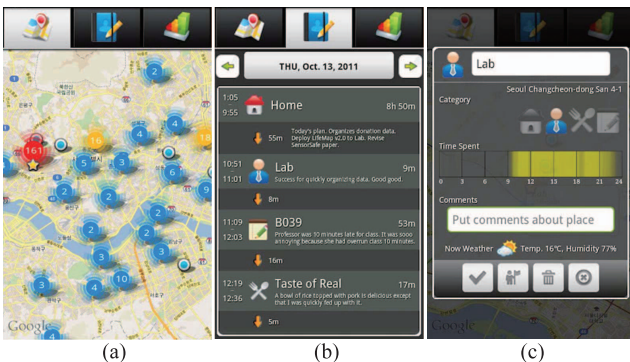 2
4
16
4
161
5
3
18
6
2
2
2
9
2
3
3
3
4
10
4
Google
(a)
THU, Oct. 13, 2011
1:05
~
9:55
Home
8h 50m
55m
Today's plan. Organizes donation data.
Deploy LifeMap v2.0 to Lab. Revise
SensorSafe paper.
10:51
~
11:01
Lab
9m
Success for quickly organizing data. Good good.
8m
11:09
~
12:03
B039
53m
Professor was 10 minutes late for class. It was sooo
annoying because she had overrun class 10 minutes.
16m
12:19
~
12:36
Taste of Real
17m
A bowl of rice topped with pork is delicious except
that I was quickly fed up with it.
5m
(b)
Lab
Seoul Changcheon-dong San 4-1
Category
Time Spent
0 3 6 9 12 15 18 21 24
Comments
Put comments about place
Now Weather Temp. 16℃, Humidity 77%
Google
(c)